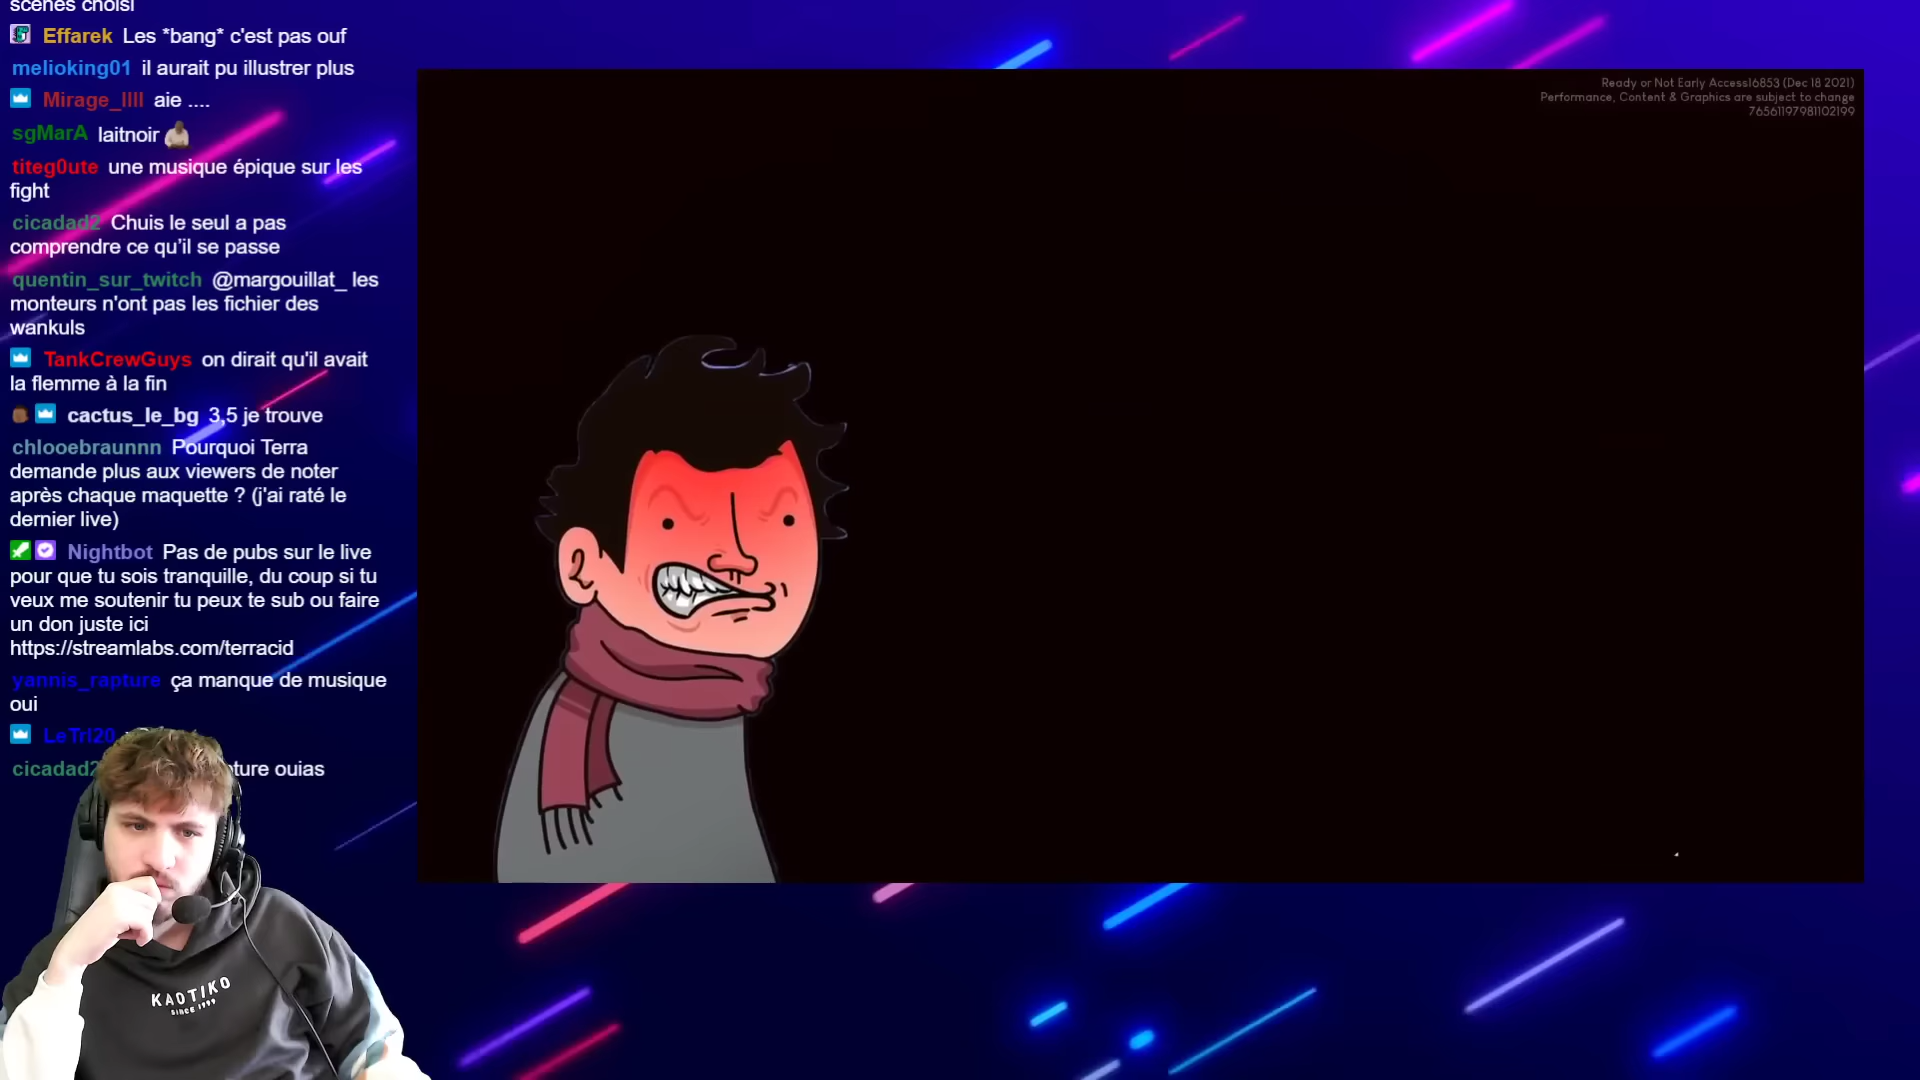 scènes choisi
Effarek Les *bang* c'est pas ouf
melioking01 il aurait pu illustrer plus
Mirage_IIII aie ....
sgMarA laitnoir
titeg0ute une musique épique sur les
fight
cicadad2 Chuis le seul a pas
comprendre ce qu'il se passe
quentin_sur_twitch @margouillat_ les
monteurs n'ont pas les fichier des
wankuls
TankCrewGuys on dirait qu'il avait
la flemme à la fin
cactus_le_bg 3,5 je trouve
chlooebraunnn Pourquoi Terra
demande plus aux viewers de noter
après chaque maquette ? (j'ai raté le
dernier live)
Nightbot Pas de pubs sur le live
pour que tu sois tranquille, du coup si tu
veux me soutenir tu peux te sub ou faire
un don juste ici
https://streamlabs.com/terracid
yannis_rapture ça manque de musique
oui
cicadad2 ouias
Ready or Not Early Access16853 (Dec 18 2021)
Performance, Content & Graphics are subject to change
76561197981102199
KAOTIKO
SINCE 1999